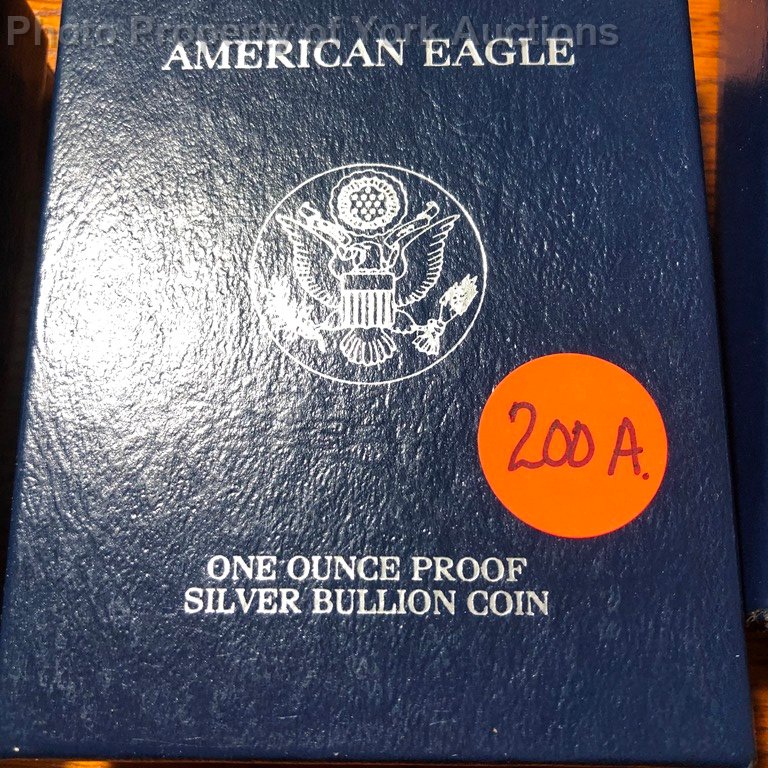 Photo Property of York Auctions
AMERICAN EAGLE
200 A.
ONE OUNCE PROOF
SILVER BULLION COIN